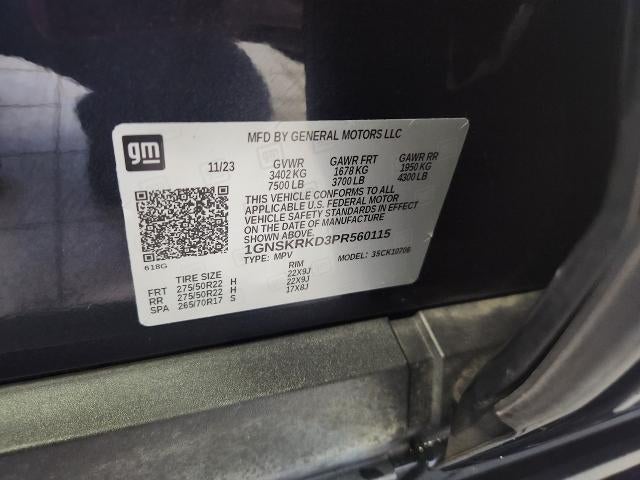 gm
MFD BY GENERAL MOTORS LLC
11/23
GVWR GAWR FRT GAWR RR
3402 KG 1678 KG 1950 KG
7500 LB 3700 LB 4300 LB
THIS VEHICLE CONFORMS TO ALL
APPLICABLE U.S. FEDERAL MOTOR
VEHICLE SAFETY STANDARDS IN EFFECT
ON THE DATE OF MANUFACTURE
SHOWN ABOVE.
1GNSKRKD3PR560115
TYPE: MPV MODEL: 3SCK10706
618G
TIRE SIZE RIM
FRT 275/50R22 H 22X9J
RR 275/50R22 H 22X9J
SPA 265/70R17 S 17X8J